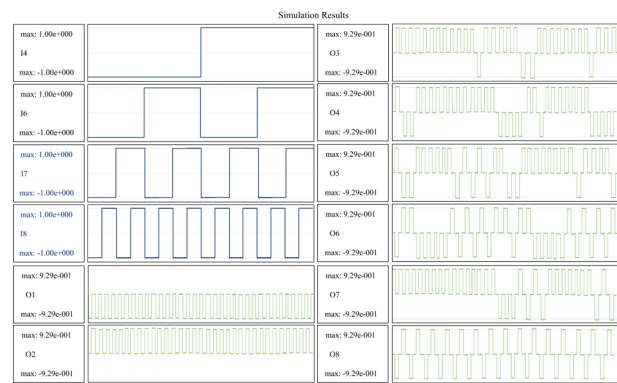 Simulation Results
max: 1.00e+000
I4
max: -1.00e+000
max: 1.00e+000
I6
max: -1.00e+000
max: 1.00e+000
I7
max: -1.00e+000
max: 1.00e+000
I8
max: -1.00e+000
max: 9.29e-001
O1
max: -9.29e-001
max: 9.29e-001
O2
max: -9.29e-001
max: 9.29e-001
O3
max: -9.29e-001
max: 9.29e-001
O4
max: -9.29e-001
max: 9.29e-001
O5
max: -9.29e-001
max: 9.29e-001
O6
max: -9.29e-001
max: 9.29e-001
O7
max: -9.29e-001
max: 9.29e-001
O8
max: -9.29e-001